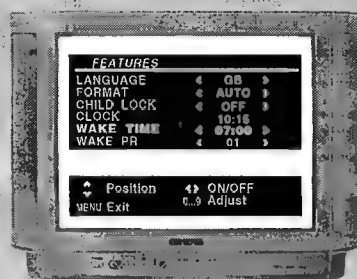 FEATURES
LANGUAGE GB
FORMAT AUTO
CHILD LOCK OFF
CLOCK 10:15
WAKE TIME 07:00
WAKE PR 01
Position ON/OFF
MENU Exit 0...9 Adjust